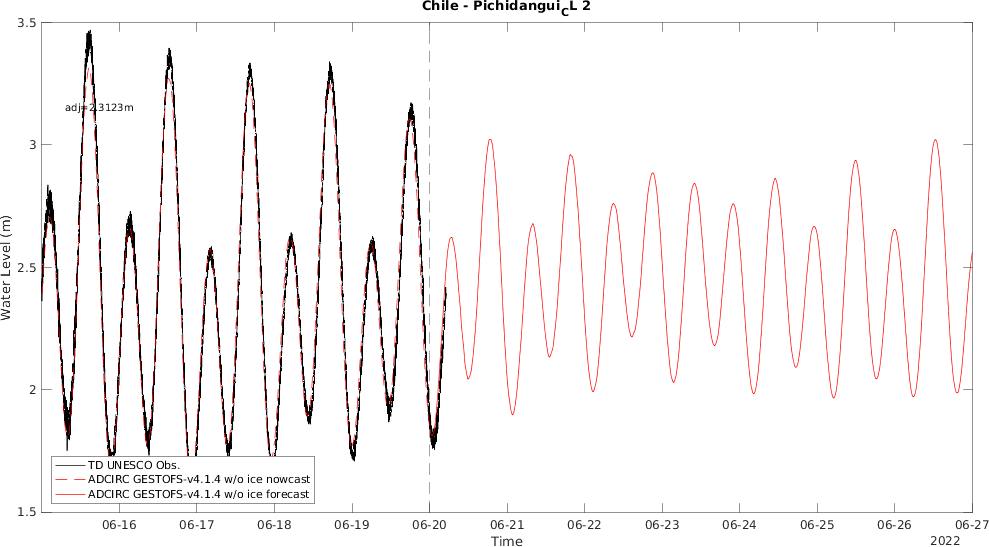 Chile - Pichidangui_CL 2
3.5
adj=2.3123m
3
Water Level (m)
2.5
2
TD UNESCO Obs.
ADCIRC GESTOFS-v4.1.4 w/o ice nowcast
ADCIRC GESTOFS-v4.1.4 w/o ice forecast
1.5
06-16 06-17 06-18 06-19 06-20 06-21 06-22 06-23 06-24 06-25 06-26 06-27
Time
2022